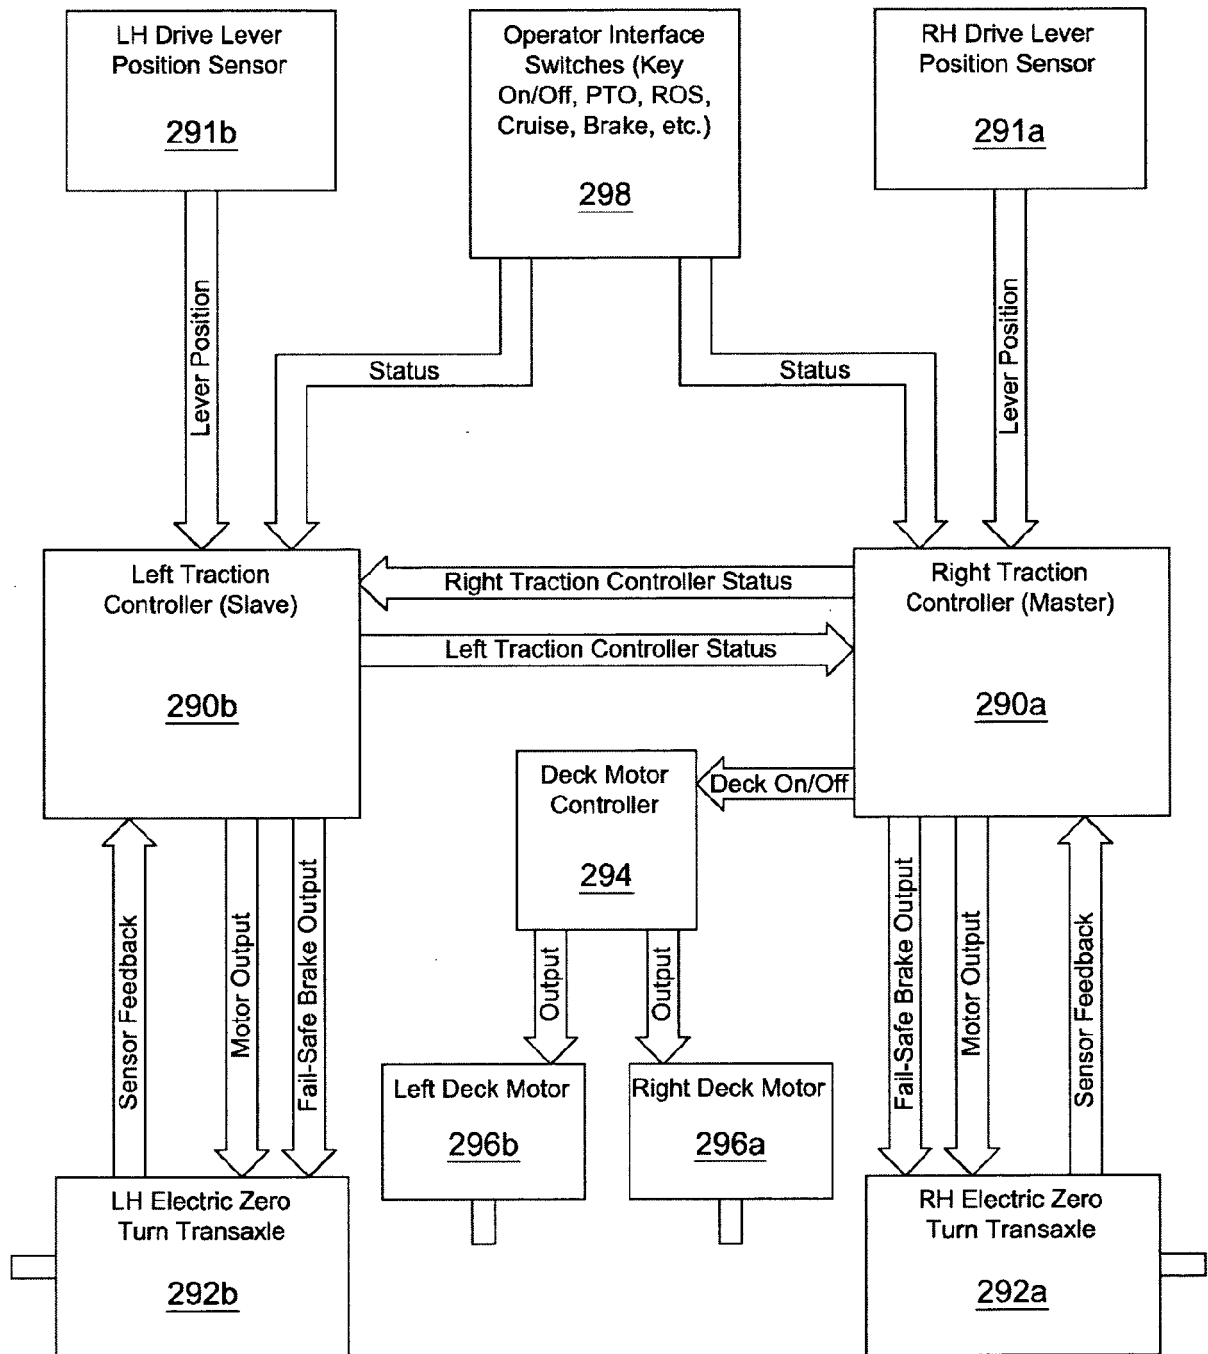 LH Drive Lever
Position Sensor
291b
Operator Interface
Switches (Key
On/Off, PTO, ROS,
Cruise, Brake, etc.)
298
RH Drive Lever
Position Sensor
291a
Lever Position
Status
Status
Lever Position
Left Traction
Controller (Slave)
290b
Right Traction Controller Status
Left Traction Controller Status
Right Traction
Controller (Master)
290a
Deck Motor
Controller
294
Deck On/Off
Sensor Feedback
Motor Output
Fail-Safe Brake Output
Output
Output
Fail-Safe Brake Output
Motor Output
Sensor Feedback
Left Deck Motor
296b
Right Deck Motor
296a
LH Electric Zero
Turn Transaxle
292b
RH Electric Zero
Turn Transaxle
292a